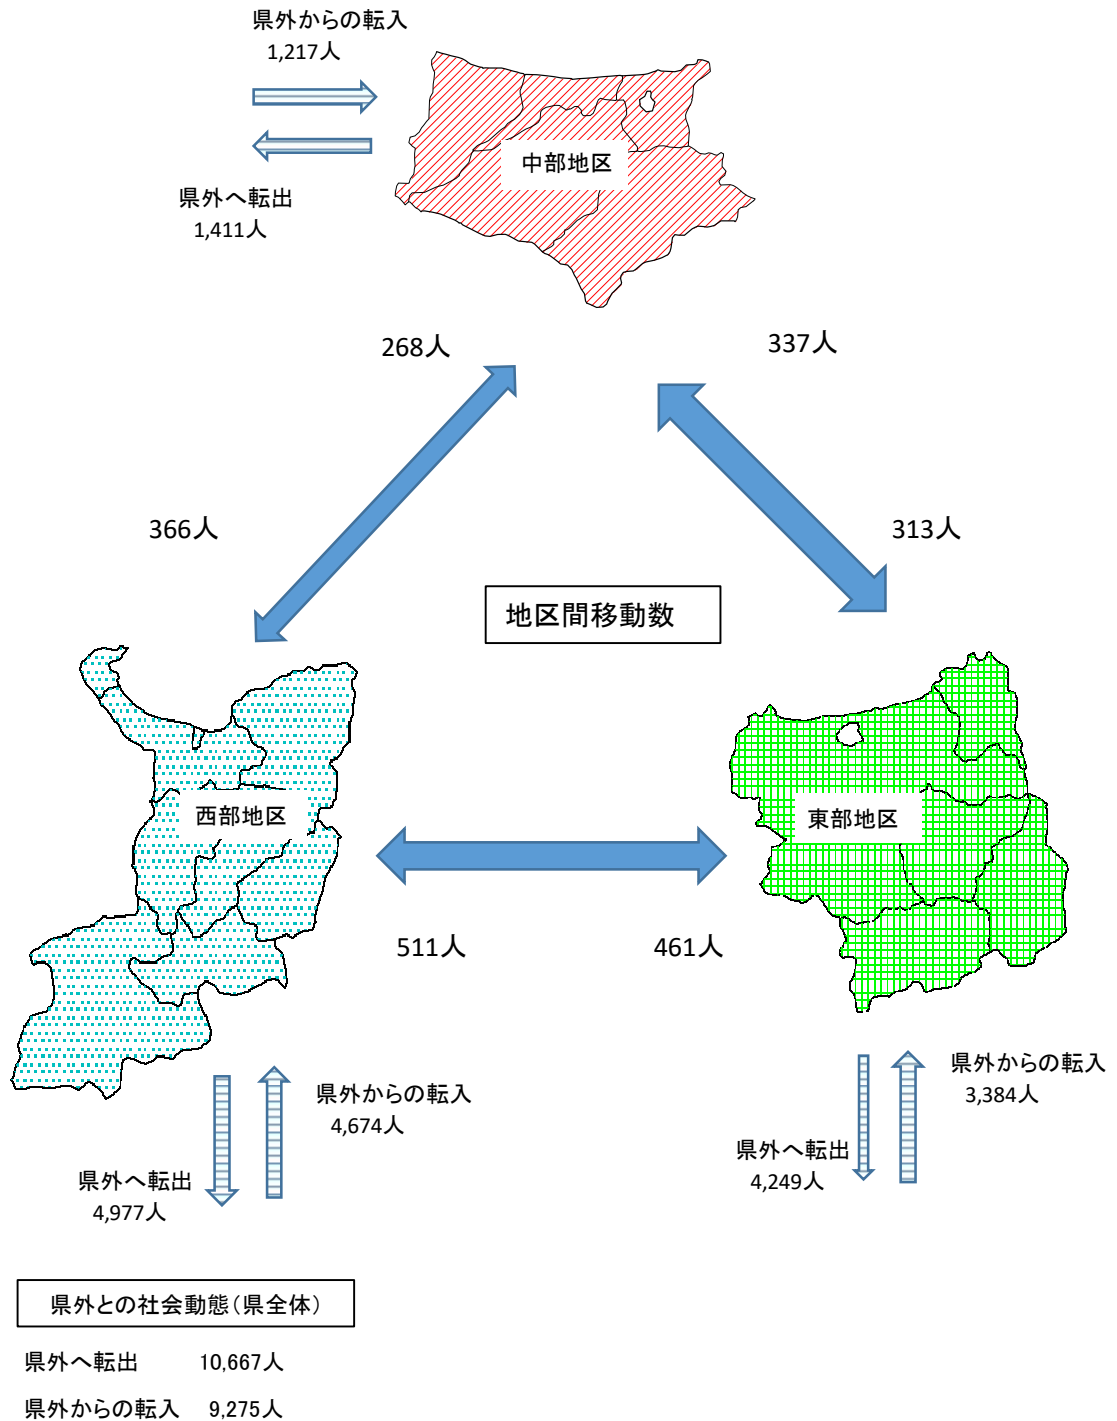 県外からの転入
1,217人
中部地区
県外へ転出
1,411人
268人
337人
366人
313人
地区間移動数
西部地区
東部地区
511人
461人
県外からの転入
4,674人
県外へ転出
4,977人
県外からの転入
3,384人
県外へ転出
4,249人
県外との社会動態(県全体)
県外へ転出 10,667人
県外からの転入 9,275人